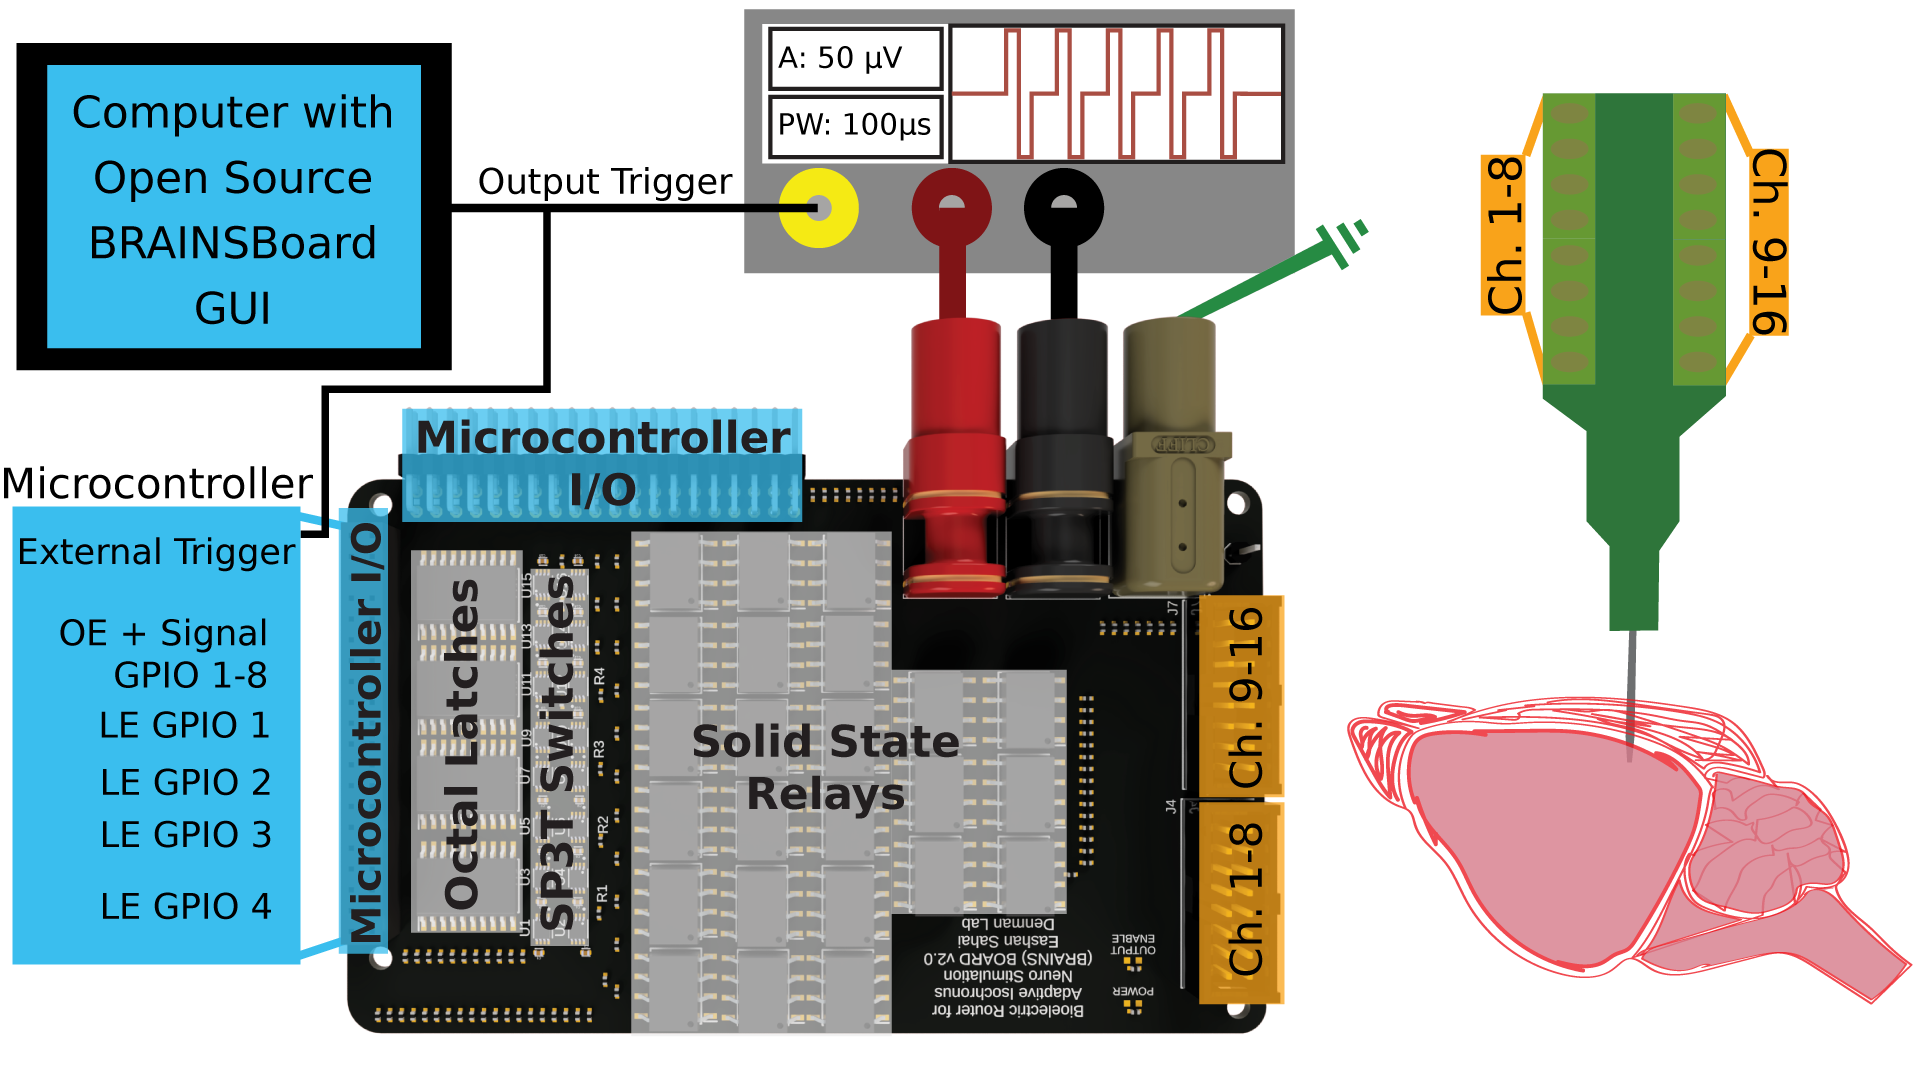 Computer with
Open Source
BRAINSBoard
GUI
Output Trigger
A: 50 µV
PW: 100µs
Ch. 1-8
Ch. 9-16
Microcontroller
External Trigger
OE + Signal
GPIO 1-8
LE GPIO 1
LE GPIO 2
LE GPIO 3
LE GPIO 4
Microcontroller
I/O
Microcontroller I/O
Octal Latches
SP3T Switches
Solid State
Relays
CLIFF
U15
U13
U11
U9
U7
U5
U3
U1
R4
R3
R2
R1
J7
J4
Ch. 9-16
Ch. 1-8
Bioelectric Router for
Adaptive Isochronus
Neuro Stimulation
(BRAINS) BOARD v2.0
Eashan Sahai
Denman Lab
OUTPUT
ENABLE
POWER